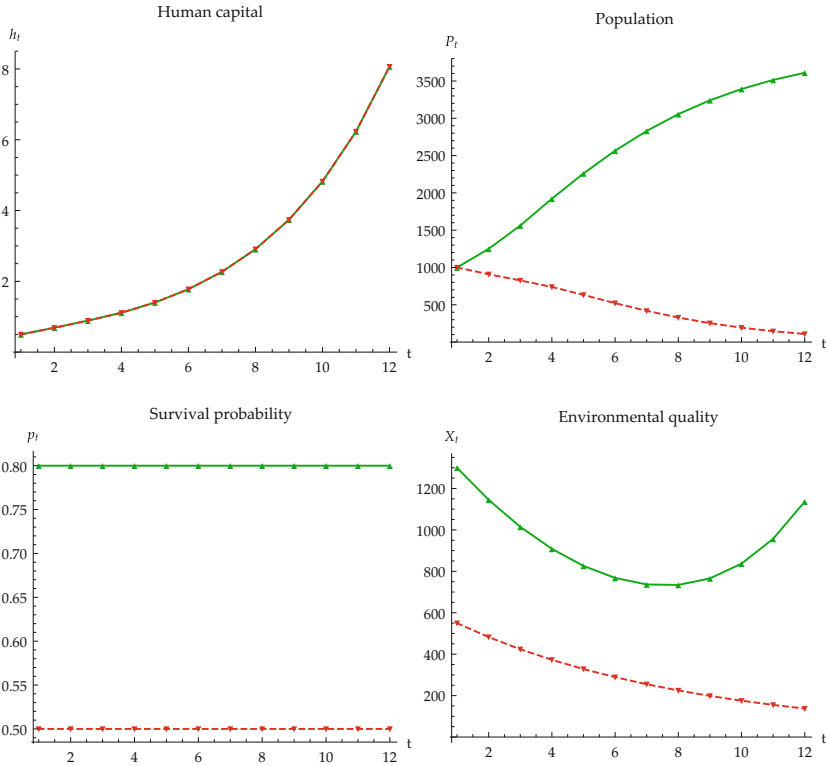 Human capital
h_t
8
6
4
2
2 4 6 8 10 12 t
Population
P_t
3500
3000
2500
2000
1500
1000
500
2 4 6 8 10 12 t
Survival probability
p_t
0.80
0.75
0.70
0.65
0.60
0.55
0.50
2 4 6 8 10 12 t
Environmental quality
X_t
1200
1000
800
600
400
200
2 4 6 8 10 12 t